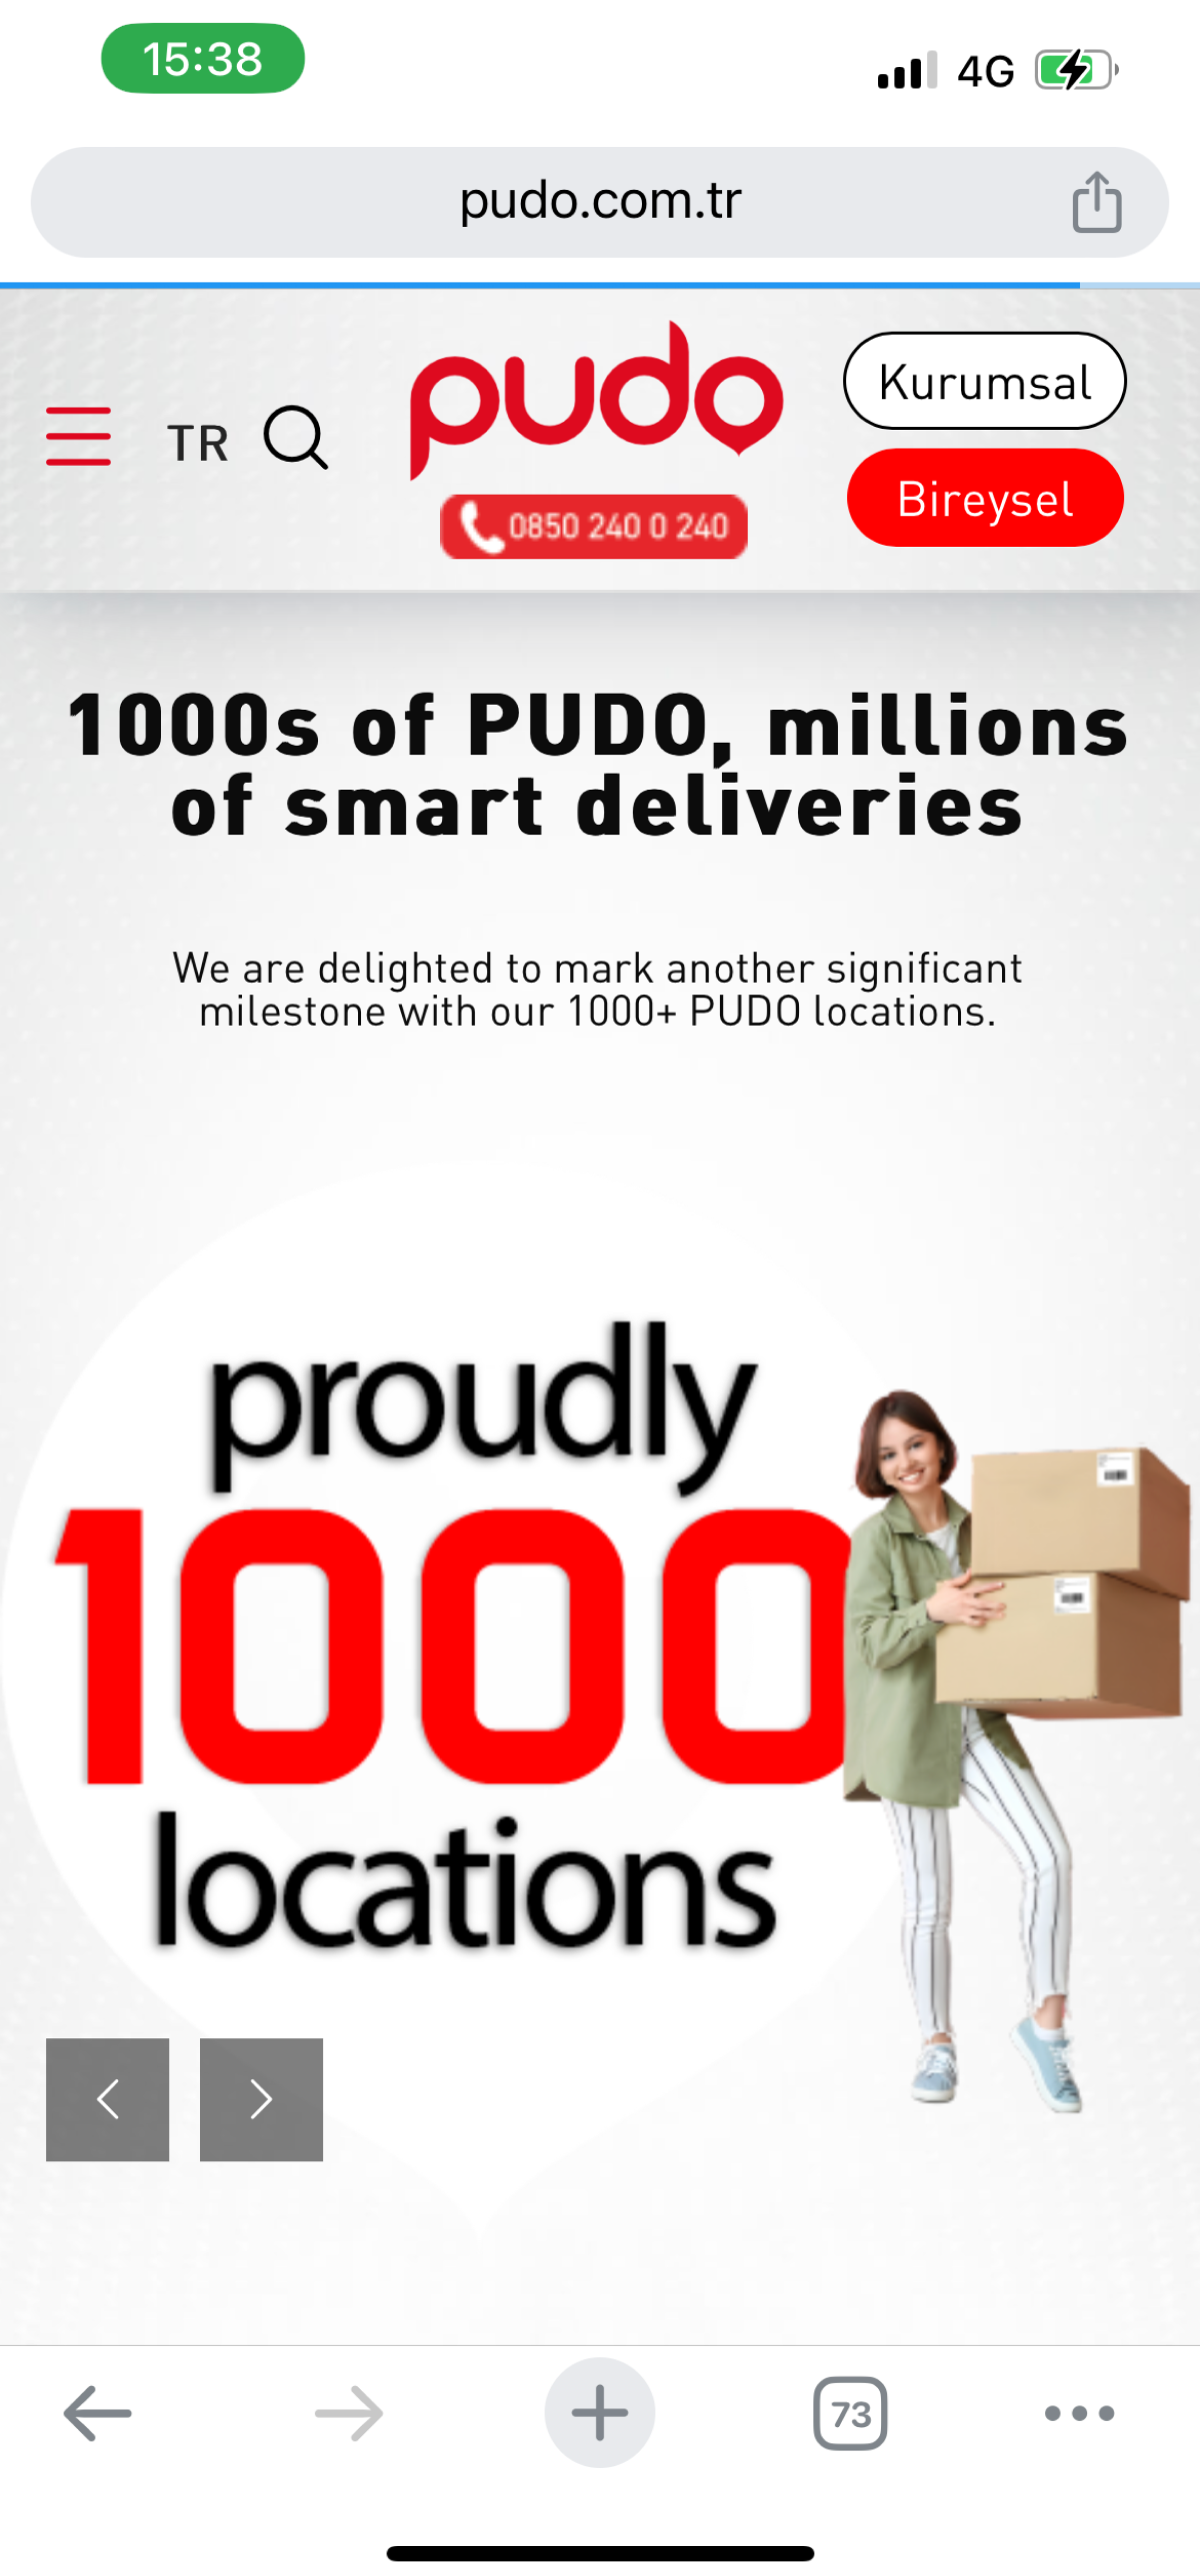 15:38
4G
pudo.com.tr
TR
pudo
0850 240 0 240
Kurumsal
Bireysel
1000s of PUDO, millions
of smart deliveries
We are delighted to mark another significant
milestone with our 1000+ PUDO locations.
proudly
1000
locations
73